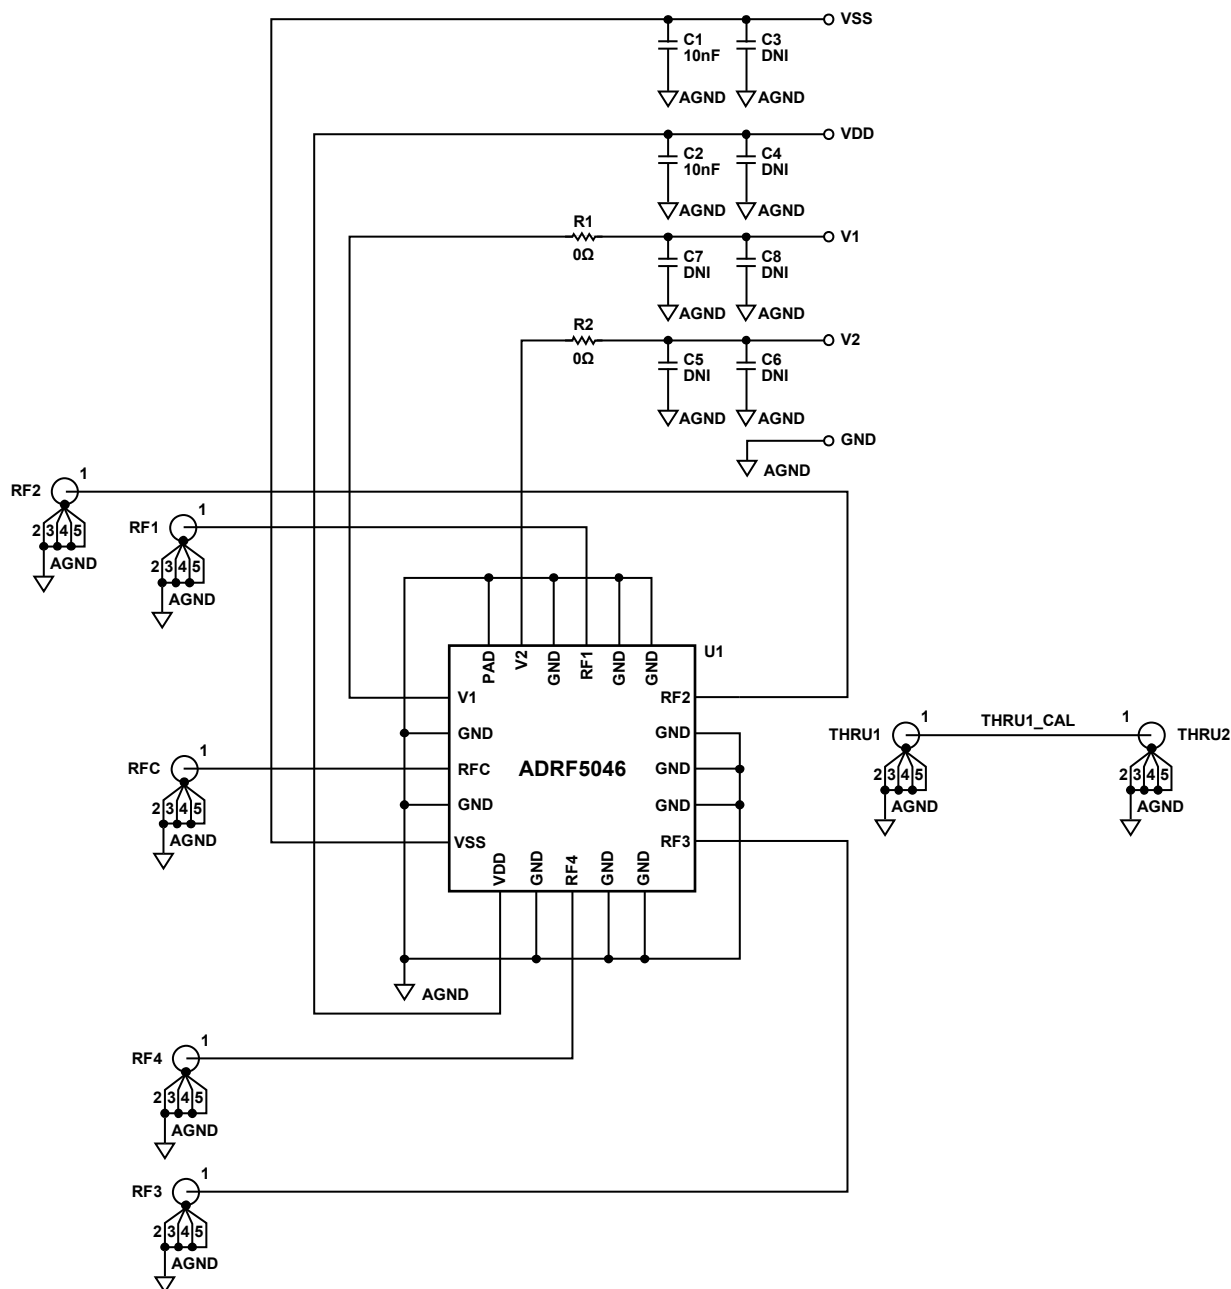 VSS
C1
10nF
C3
DNI
AGND
AGND
VDD
C2
10nF
C4
DNI
AGND
AGND
R1
0Ω
V1
C7
DNI
C8
DNI
AGND
AGND
R2
0Ω
V2
C5
DNI
C6
DNI
AGND
AGND
GND
AGND
RF2
1
2 3 4 5
AGND
RF1
1
2 3 4 5
AGND
U1
PAD
V2
GND
RF1
GND
GND
V1
GND
RFC
GND
VSS
ADRF5046
RF2
GND
GND
GND
RF3
VDD
GND
RF4
GND
GND
AGND
RFC
1
2 3 4 5
AGND
THRU1
1
THRU1_CAL
1
THRU2
2 3 4 5
AGND
2 3 4 5
AGND
RF4
1
2 3 4 5
AGND
RF3
1
2 3 4 5
AGND